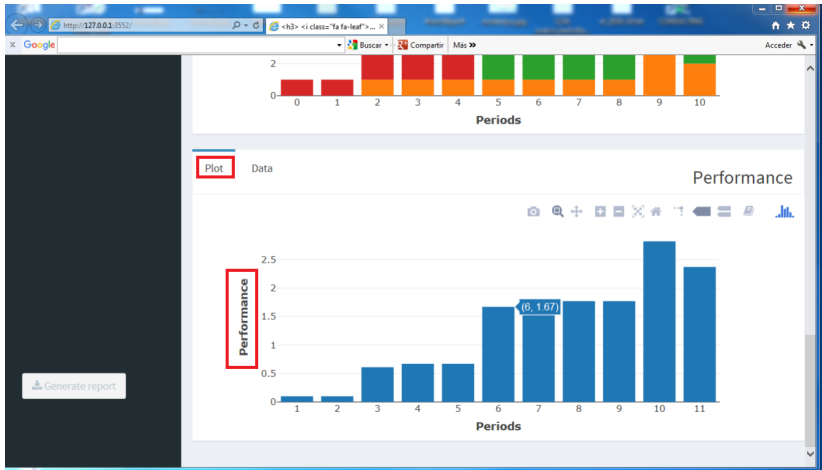 http://127.0.0.1:3552/
<h3> <i class="fa fa-leaf">...
x Google Buscar Compartir Más » Acceder
2
0
0 1 2 3 4 5 6 7 8 9 10
Periods
Plot Data
Performance
2.5
2
1.5
1
0.5
0
Performance
(6, 1.67)
1 2 3 4 5 6 7 8 9 10 11
Periods
Generate report